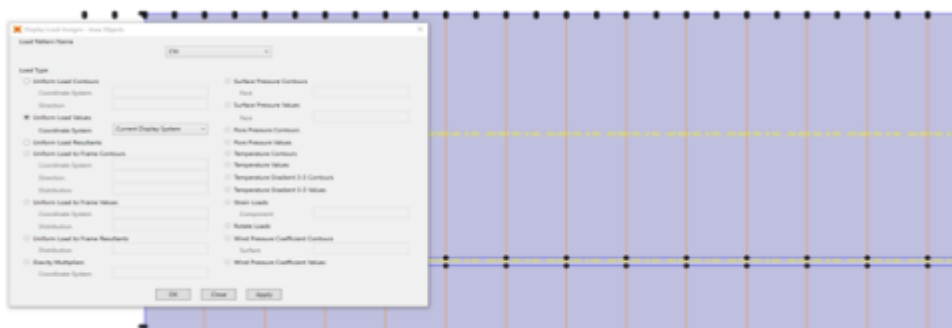 Display Load Assigns - Area Objects
Load Pattern Name
Load Type
Uniform Load Contours
Coordinate System
Direction
Uniform Load Values
Coordinate System
Current Display System
Uniform Load Resultants
Uniform Load to Frame Contours
Coordinate System
Direction
Distribution
Uniform Load to Frame Values
Coordinate System
Distribution
Uniform Load to Frame Resultants
Distribution
Gravity Multipliers
Coordinate System
Surface Pressure Contours
Face
Surface Pressure Values
Face
Pore Pressure Contours
Pore Pressure Values
Temperature Contours
Temperature Values
Temperature Gradient 3-3 Contours
Temperature Gradient 3-3 Values
Strain Loads
Component
Rotate Loads
Wind Pressure Coefficient Contours
Surface
Wind Pressure Coefficient Values
OK
Close
Apply